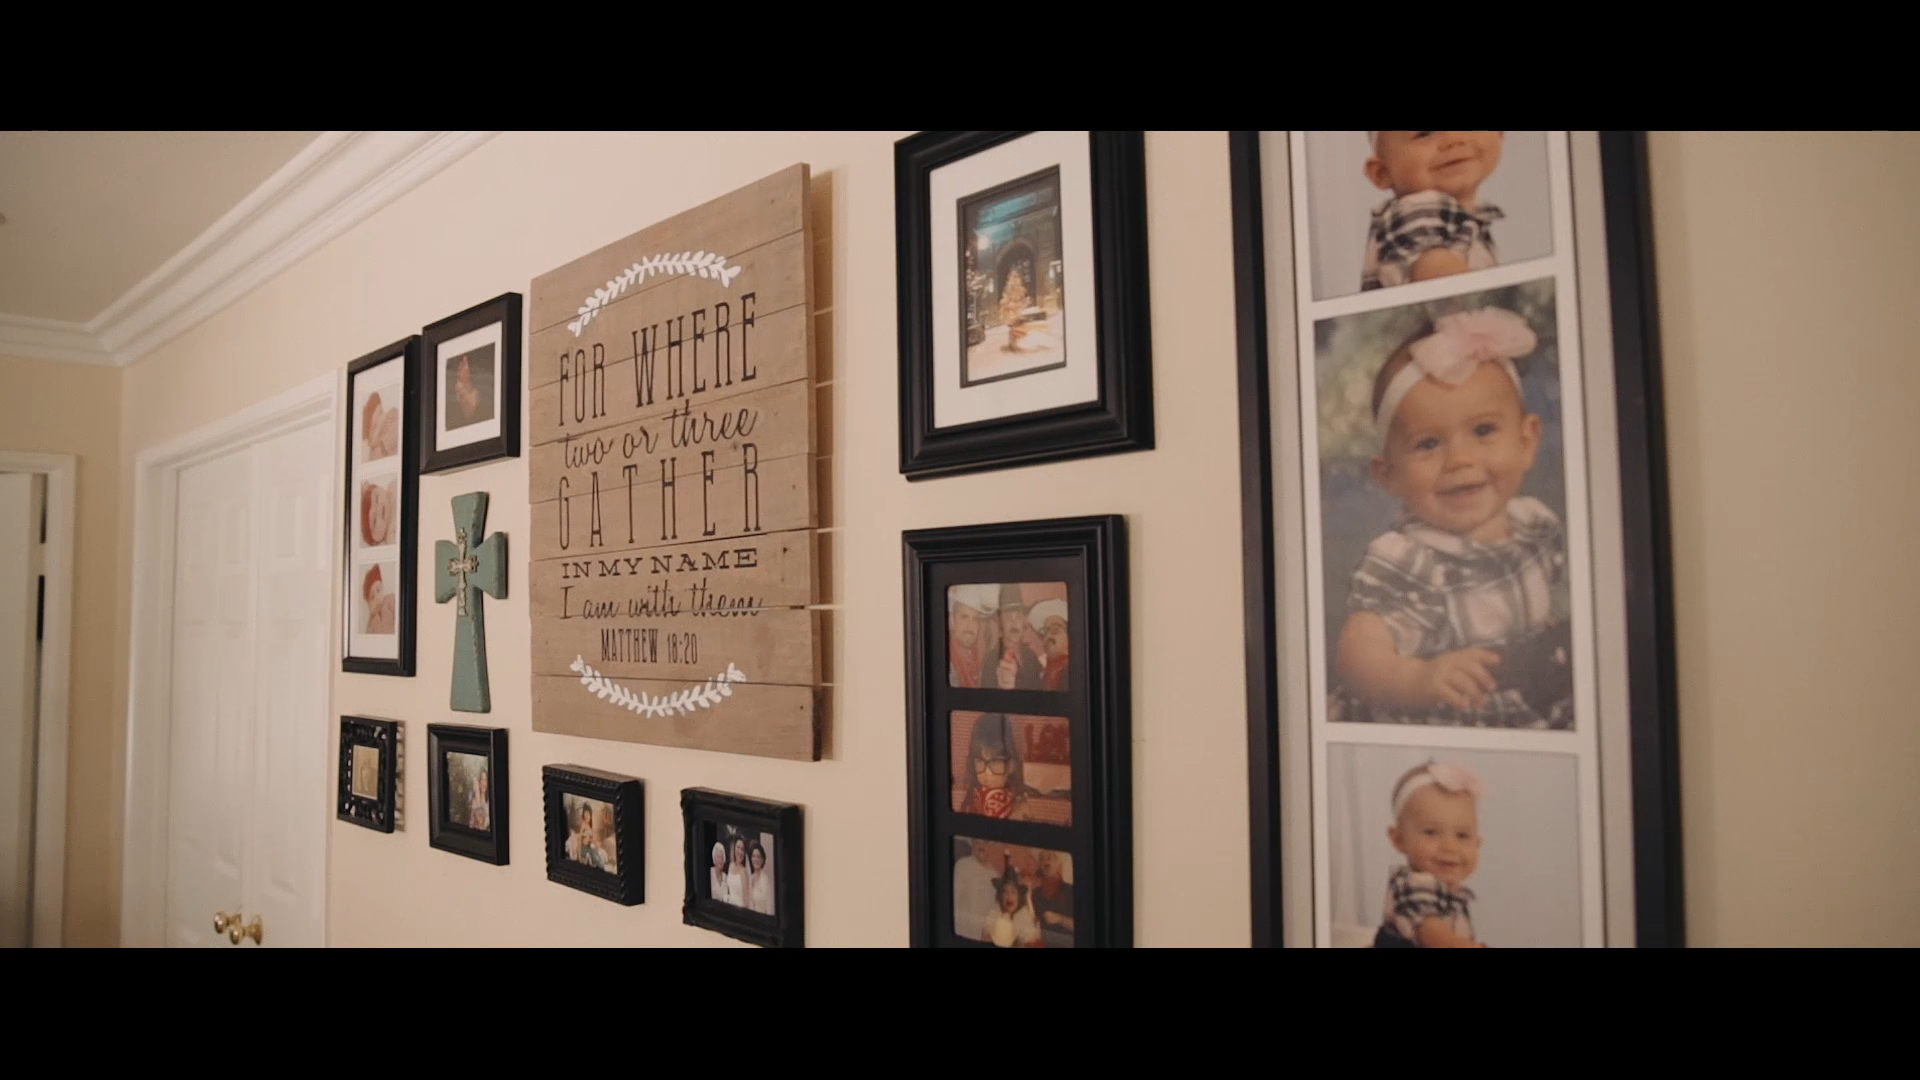 FOR WHERE
two or three
GATHER
IN MY NAME
I am with them
MATTHEW 18:20